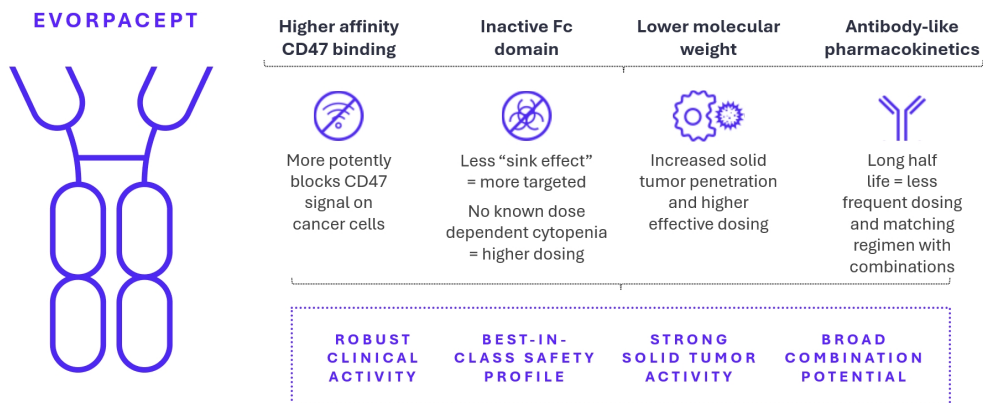 EVORPACEPT
Higher affinity
CD47 binding
Inactive Fc
domain
Lower molecular
weight
Antibody-like
pharmacokinetics
More potently
blocks CD47
signal on
cancer cells
Less “sink effect”
= more targeted
No known dose
dependent cytopenia
= higher dosing
Increased solid
tumor penetration
and higher
effective dosing
Long half
life = less
frequent dosing
and matching
regimen with
combinations
ROBUST
CLINICAL
ACTIVITY
BEST-IN-
CLASS SAFETY
PROFILE
STRONG
SOLID TUMOR
ACTIVITY
BROAD
COMBINATION
POTENTIAL